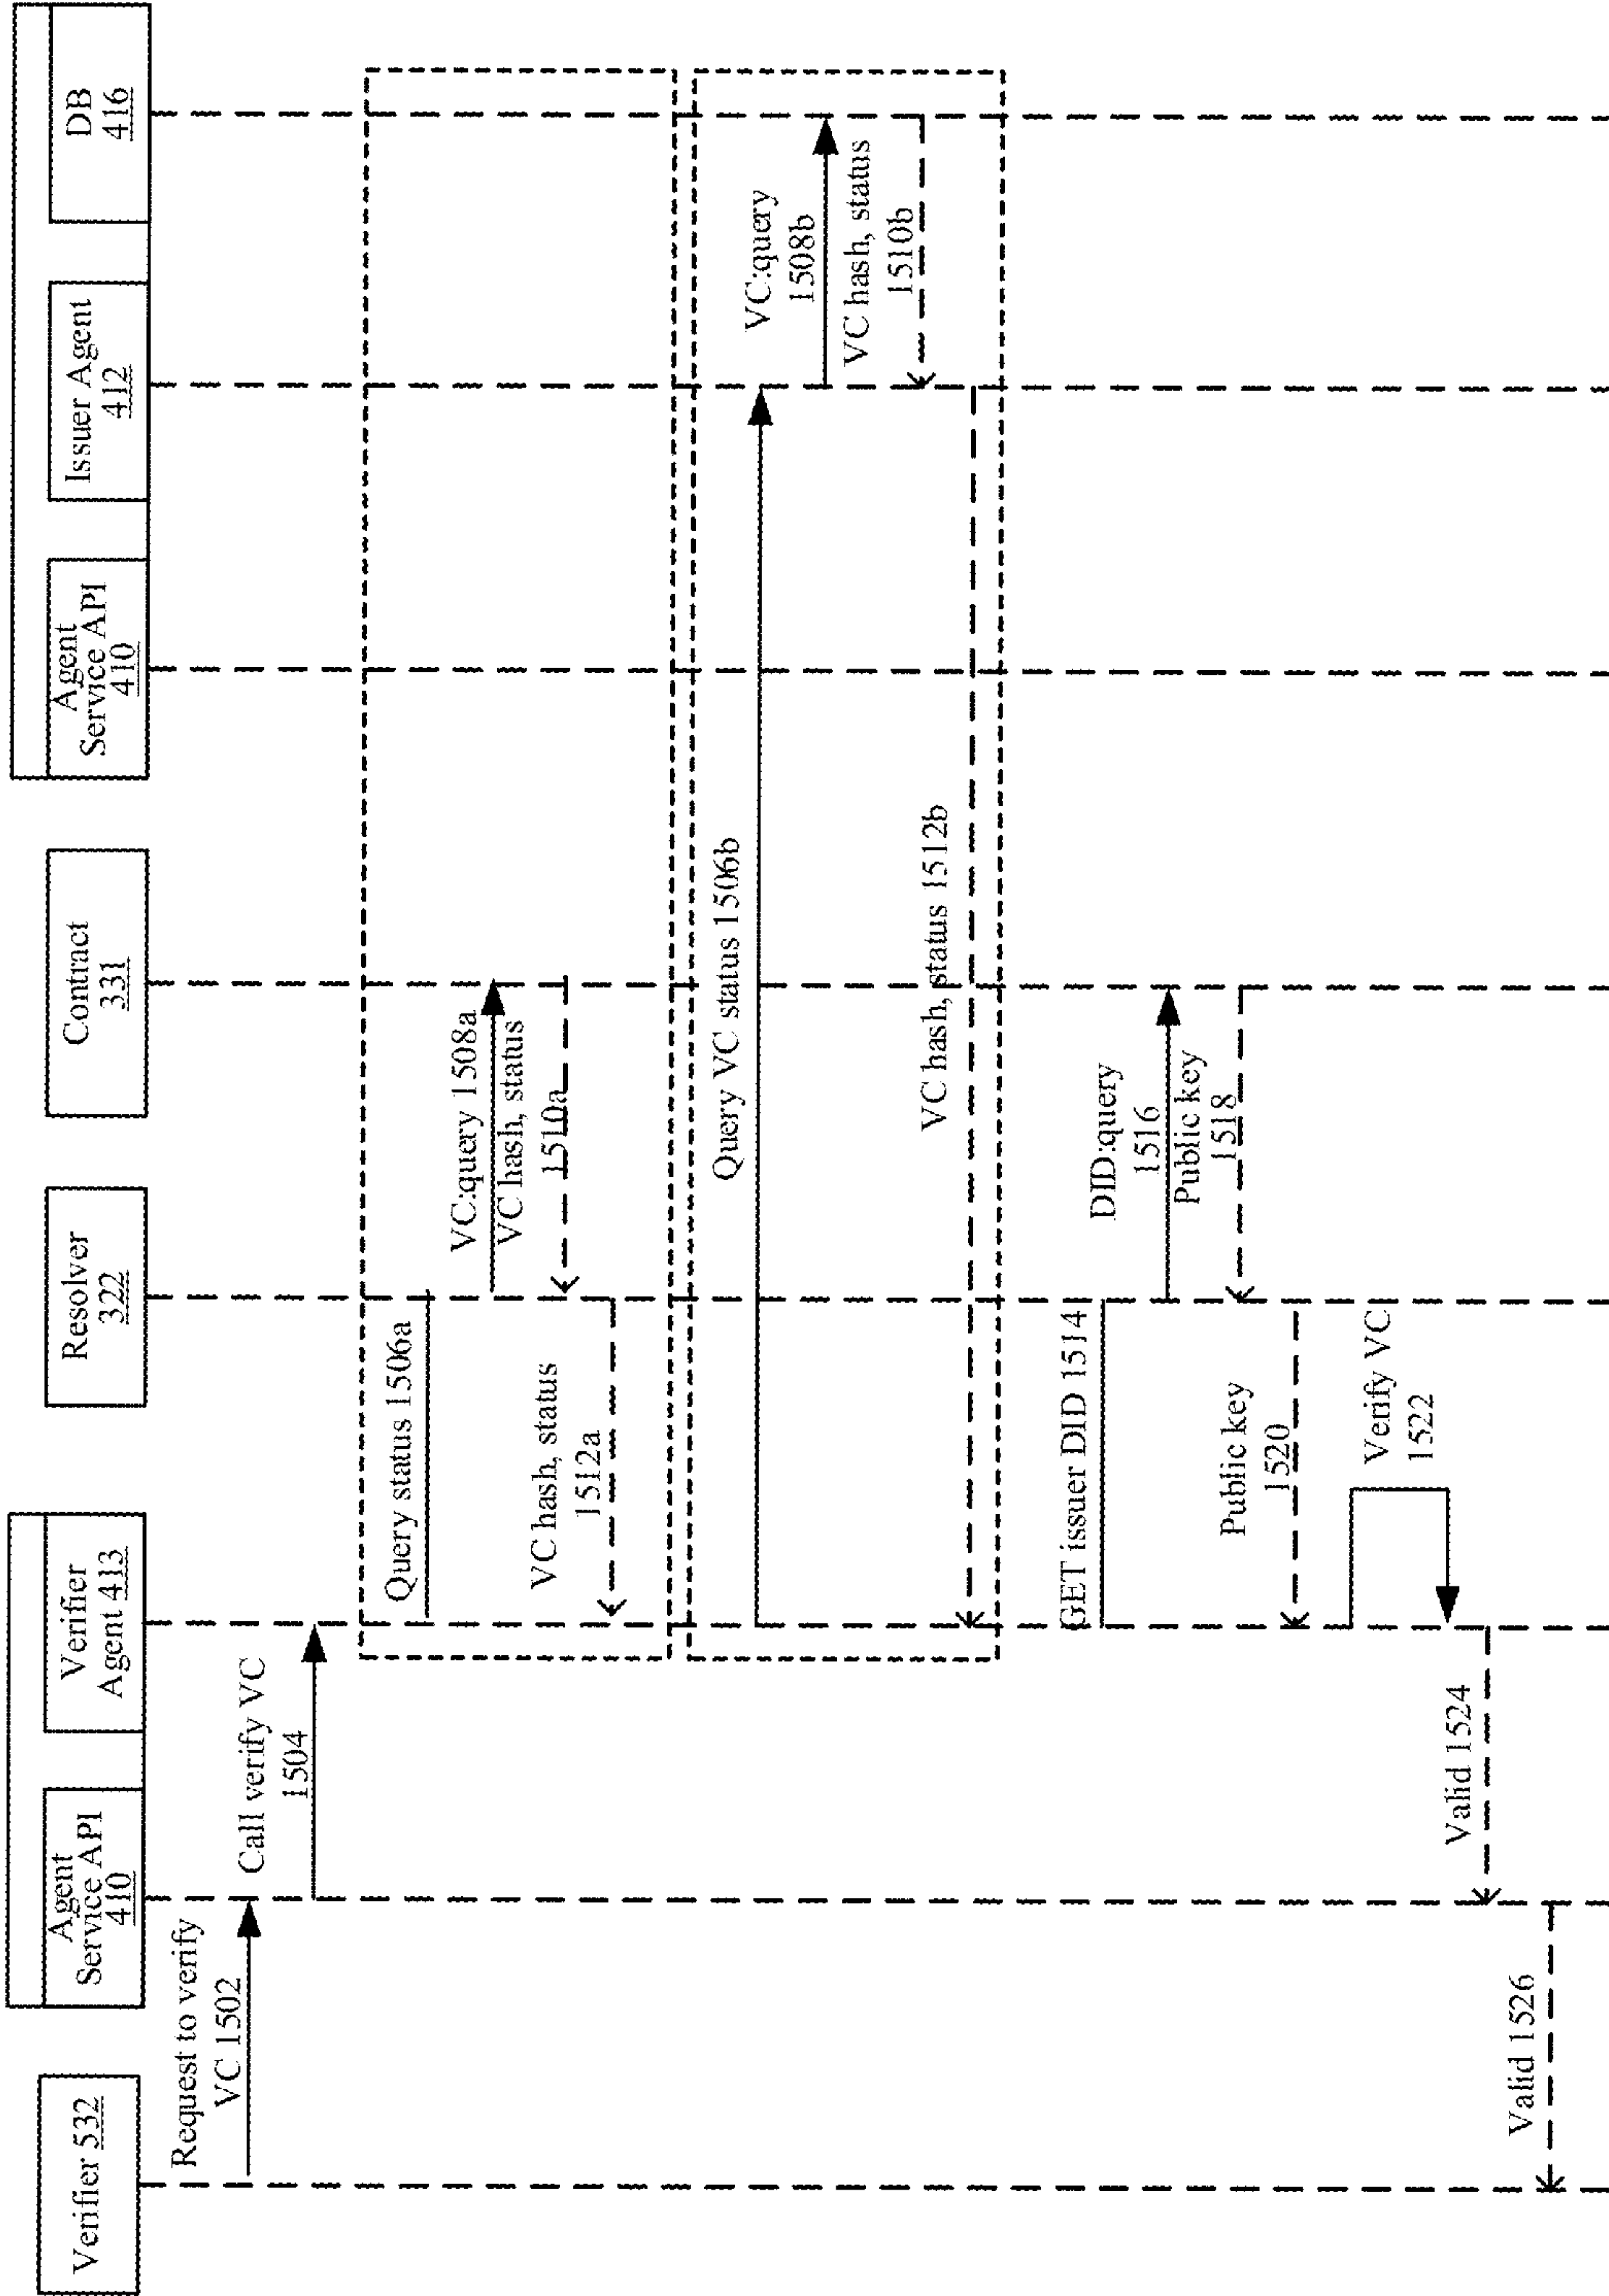 Verifier 532
Agent
Service API
410
Verifier
Agent 413
Resolver
322
Contract
331
Agent
Service API
410
Issuer Agent
412
DB
416
Request to verify
VC 1502
Call verify VC
1504
Query status 1506a
VC:query 1508a
VC hash, status
1510a
VC hash, status
1512a
Query VC status 1506b
VC:query
1508b
VC hash, status
1510b
VC hash, status 1512b
GET issuer DID 1514
DID:query
1516
Public key
1518
Public key
1520
Verify VC
1522
Valid 1524
Valid 1526